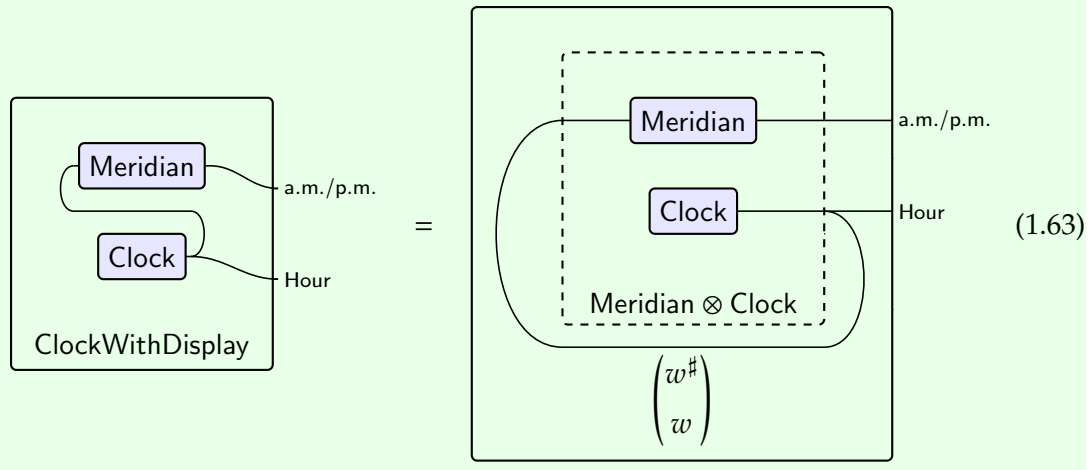 Meridian
a.m./p.m.
Clock
Hour
ClockWithDisplay
=
Meridian
a.m./p.m.
Clock
Hour
Meridian ⊗ Clock
w♯
w
(1.63)